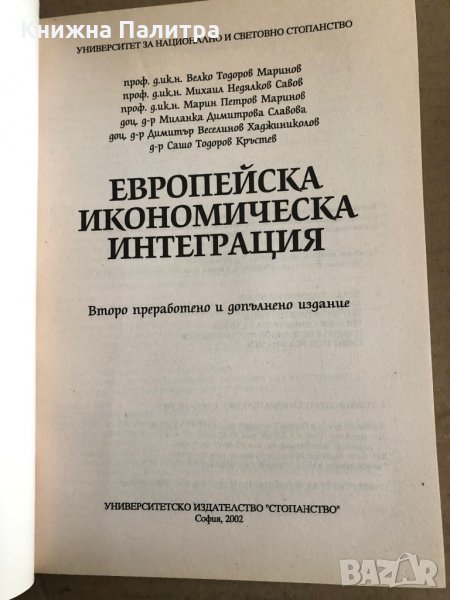 Книжна Палитра
УНИВЕРСИТЕТ ЗА НАЦИОНАЛНО И СВЕТОВНО СТОПАНСТВО
проф. д.ик.н. Велко Тодоров Маринов
проф. д.ик.н. Михаил Недялков Савов
проф. д.ик.н. Марин Петров Маринов
доц. д-р Миланка Димитрова Славова
доц. д-р Димитър Веселинов Хаджиниколов
д-р Сашо Тодоров Кръстев
ЕВРОПЕЙСКА
ИКОНОМИЧЕСКА
ИНТЕГРАЦИЯ
Второ преработено и допълнено издание
УНИВЕРСИТЕТСКО ИЗДАТЕЛСТВО "СТОПАНСТВО"
София, 2002
BAZAR